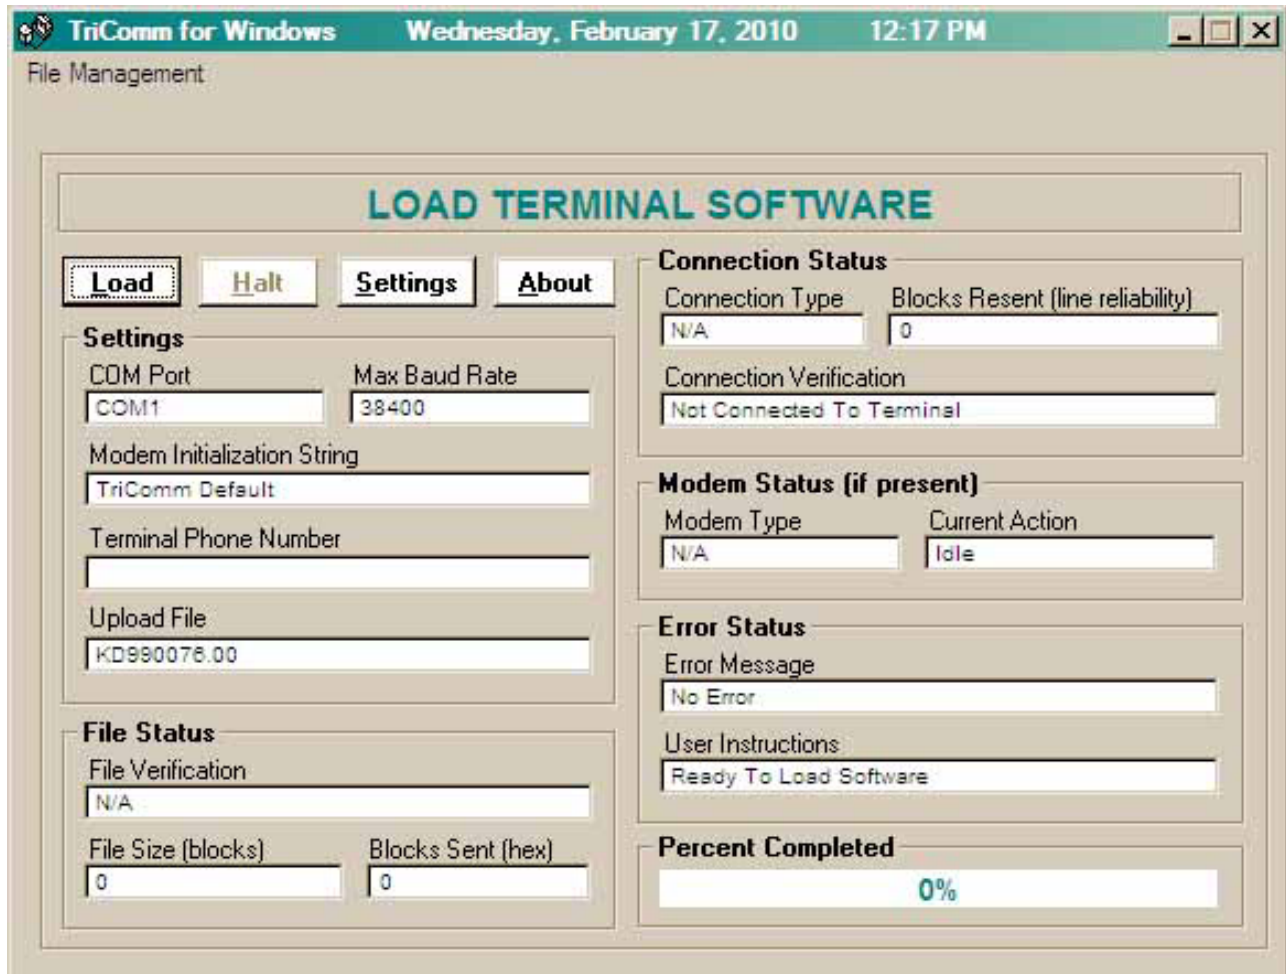 TriComm for Windows Wednesday, February 17, 2010 12:17 PM
File Management
LOAD TERMINAL SOFTWARE
Load Halt Settings About
Settings
COM Port Max Baud Rate
COM1 38400
Modem Initialization String
TriComm Default
Terminal Phone Number
Upload File
KD990076.00
File Status
File Verification
N/A
File Size (blocks) Blocks Sent (hex)
0 0
Connection Status
Connection Type Blocks Resent (line reliability)
N/A 0
Connection Verification
Not Connected To Terminal
Modem Status (if present)
Modem Type Current Action
N/A Idle
Error Status
Error Message
No Error
User Instructions
Ready To Load Software
Percent Completed
0%